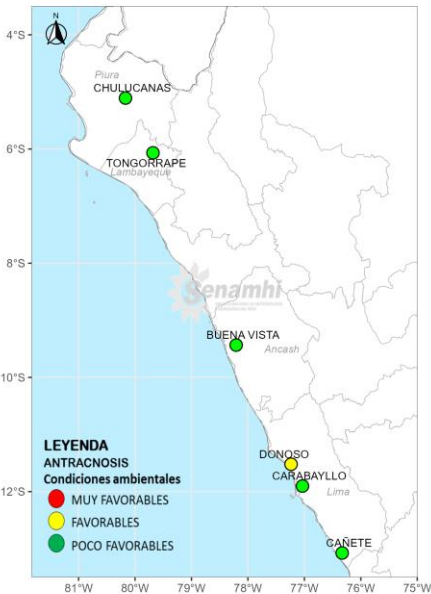 N
4°S
Piura
CHULUCANAS
6°S
TONGORRAPE
Lambayeque
8°S
Senamhi
BUENA VISTA
Ancash
10°S
DONOSO
CARABAYLLO
Lima
12°S
CAÑETE
LEYENDA
ANTRACNOSIS
Condiciones ambientales
MUY FAVORABLES
FAVORABLES
POCO FAVORABLES
81°W 80°W 79°W 78°W 77°W 76°W 75°W